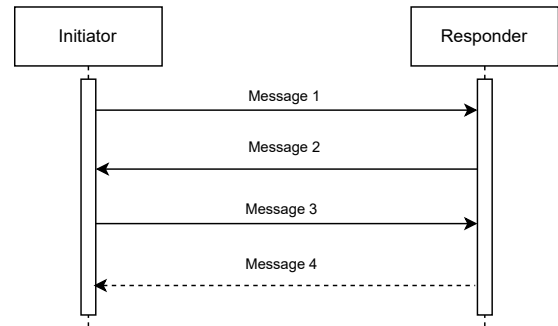 Initiator
Responder
Message 1
Message 2
Message 3
Message 4